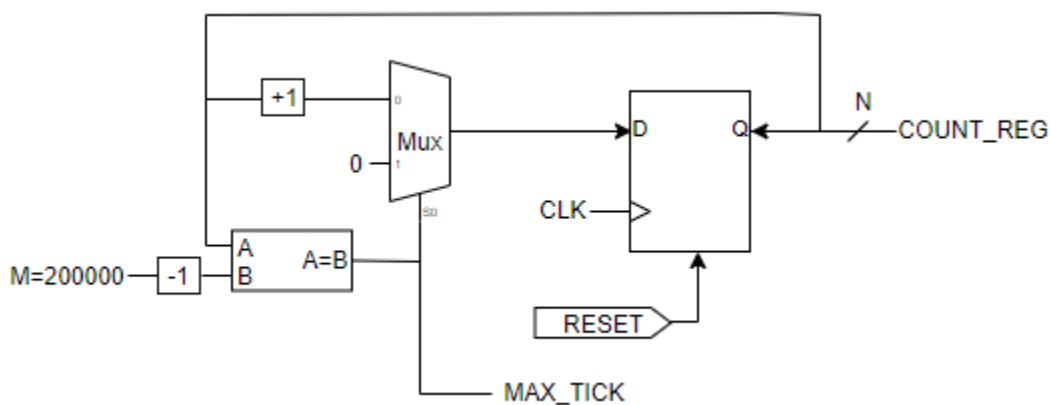 N
+1
0
D
Q
COUNT_REG
Mux
0
1
CLK
S0
A
A=B
M=200000
-1
B
RESET
MAX_TICK